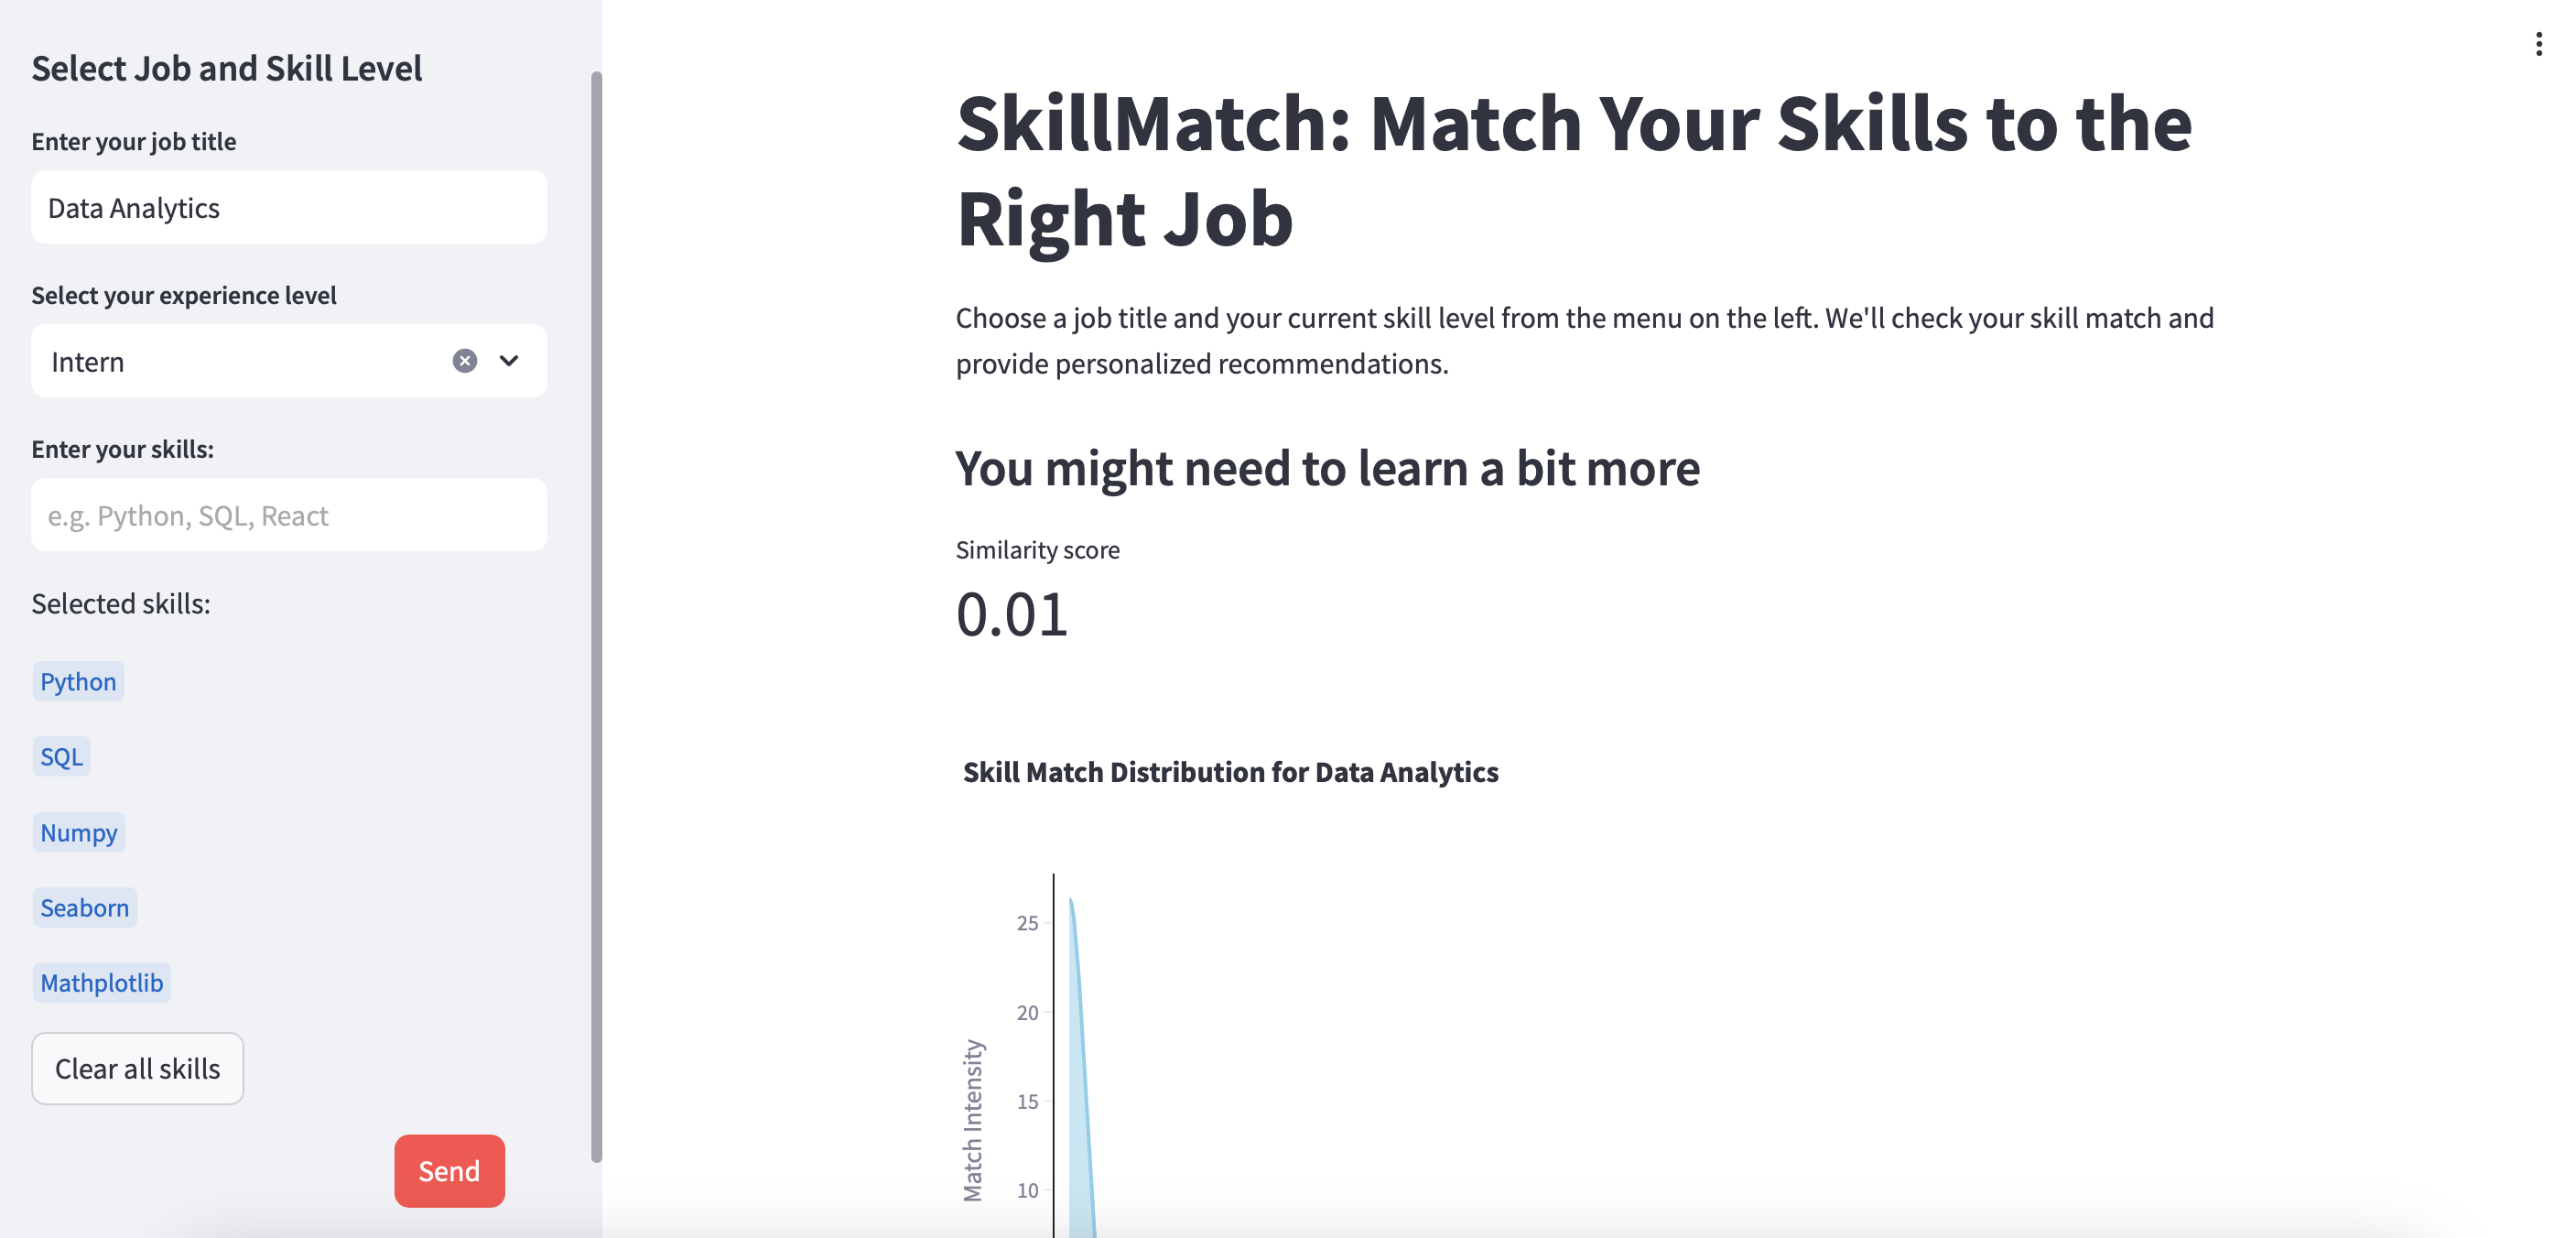 Select Job and Skill Level
Enter your job title
Data Analytics
Select your experience level
Intern
Enter your skills:
e.g. Python, SQL, React
Selected skills:
Python
SQL
Numpy
Seaborn
Mathplotlib
Clear all skills
Send
SkillMatch: Match Your Skills to the
Right Job
Choose a job title and your current skill level from the menu on the left. We'll check your skill match and
provide personalized recommendations.
You might need to learn a bit more
Similarity score
0.01
Skill Match Distribution for Data Analytics
25
20
15
10
Match Intensity